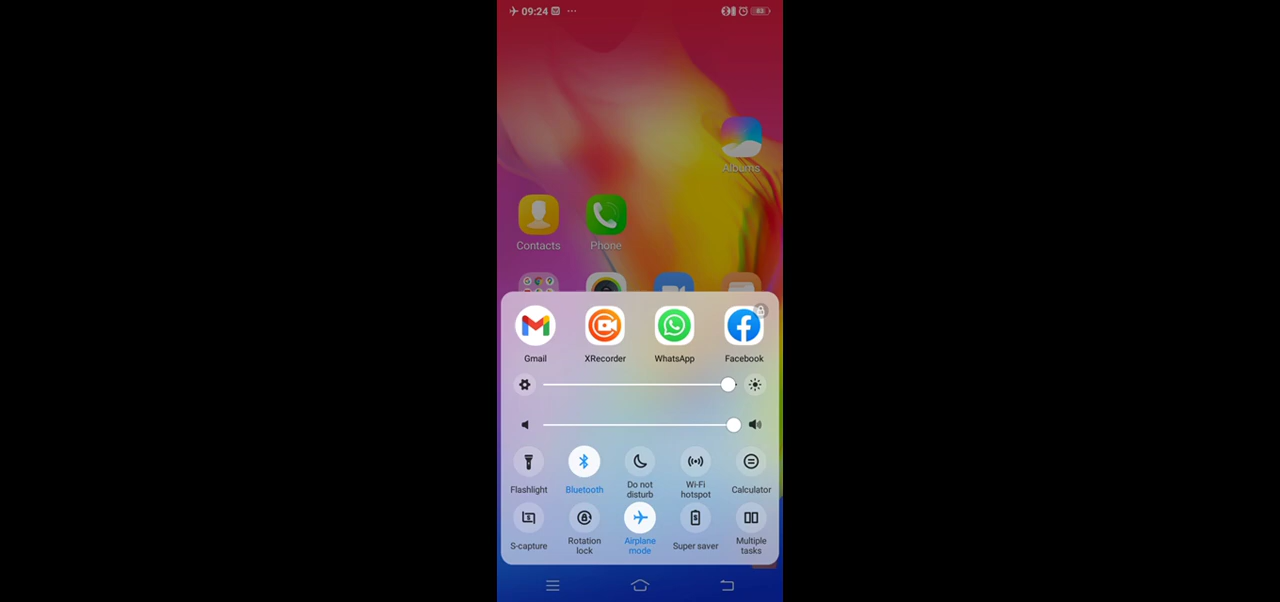 09:24 ...
83
Albums
Contacts Phone
Gmail XRecorder WhatsApp Facebook
Flashlight Bluetooth Do not disturb Wi-Fi hotspot Calculator
S-capture Rotation lock Airplane mode Super saver Multiple tasks